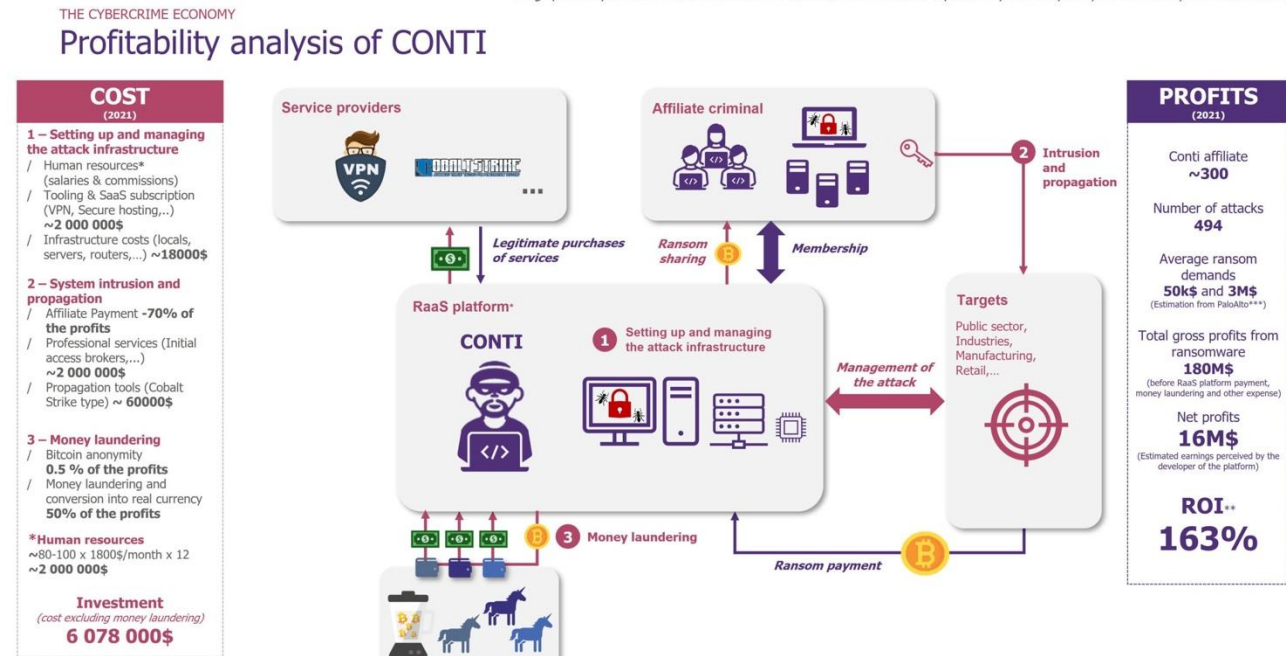 THE CYBERCRIME ECONOMY
Profitability analysis of CONTI
COST
(2021)
1 – Setting up and managing
the attack infrastructure
/ Human resources*
(salaries & commissions)
/ Tooling & SaaS subscription
(VPN, Secure hosting,..)
~2 000 000$
/ Infrastructure costs (locals,
servers, routers,...) ~18000$
2 – System intrusion and
propagation
/ Affiliate Payment -70% of
the profits
/ Professional services (Initial
access brokers,...)
~2 000 000$
/ Propagation tools (Cobalt
Strike type) ~ 60000$
3 – Money laundering
/ Bitcoin anonymity
0.5 % of the profits
/ Money laundering and
conversion into real currency
50% of the profits
*Human resources
~80-100 x 1800$/month x 12
~2 000 000$
Investment
(cost excluding money laundering)
6 078 000$
Service providers
VPN
COBALT STRIKE
...
Legitimate purchases
of services
Affiliate criminal
Ransom
sharing
Membership
2 Intrusion
and
propagation
RaaS platform*
CONTI
1 Setting up and managing
the attack infrastructure
Management of
the attack
Targets
Public sector,
Industries,
Manufacturing,
Retail,...
3 Money laundering
Ransom payment
PROFITS
(2021)
Conti affiliate
~300
Number of attacks
494
Average ransom
demands
50k$ and 3M$
(Estimation from PaloAlto***)
Total gross profits from
ransomware
180M$
(before RaaS platform payment,
money laundering and other expense)
Net profits
16M$
(Estimated earnings perceived by the
developer of the platform)
ROI**
163%